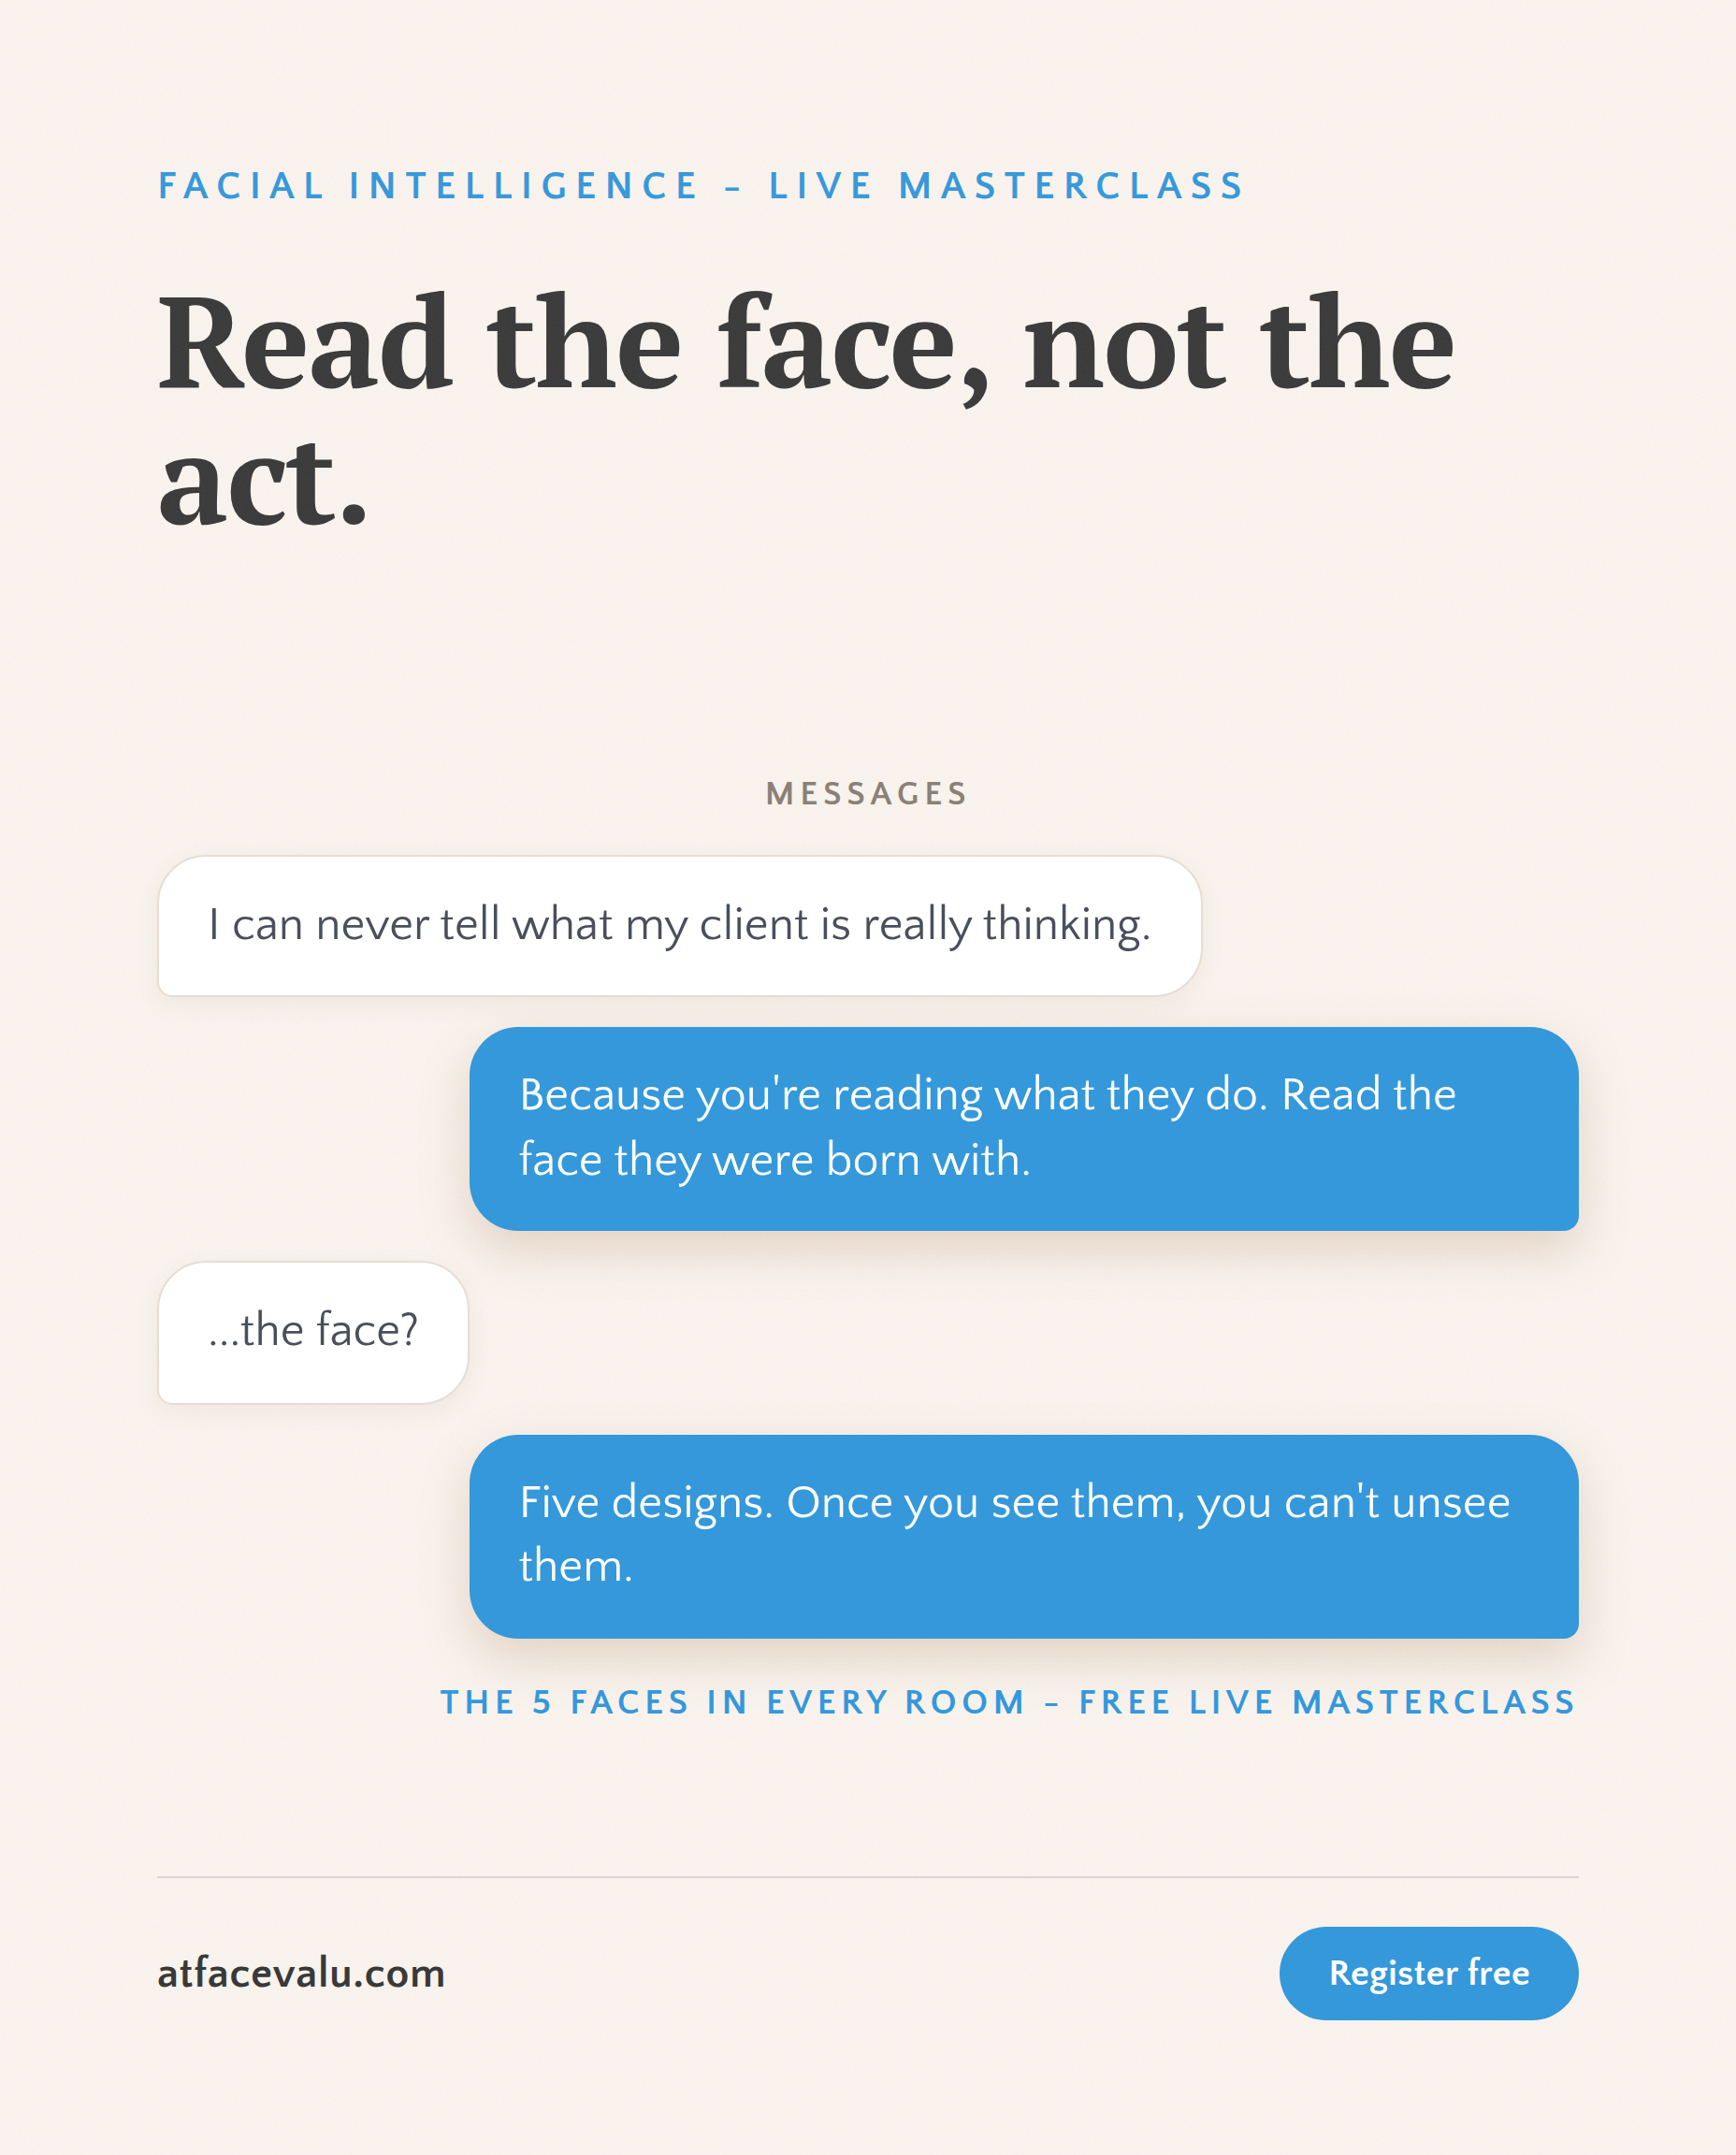 FACIAL INTELLIGENCE – LIVE MASTERCLASS
Read the face, not the
act.
MESSAGES
I can never tell what my client is really thinking.
Because you're reading what they do. Read the
face they were born with.
...the face?
Five designs. Once you see them, you can't unsee
them.
THE 5 FACES IN EVERY ROOM – FREE LIVE MASTERCLASS
atfacevalu.com
Register free